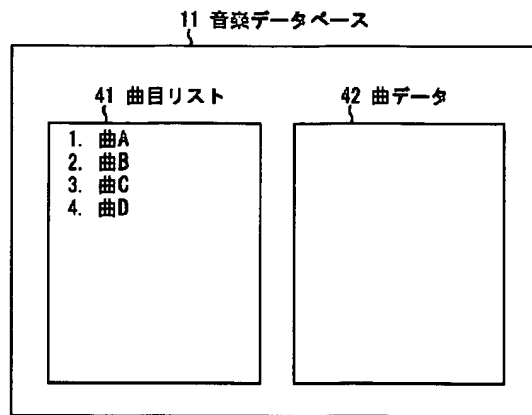 11 音楽データベース
41 曲目リスト
42 曲データ
1. 曲A
2. 曲B
3. 曲C
4. 曲D